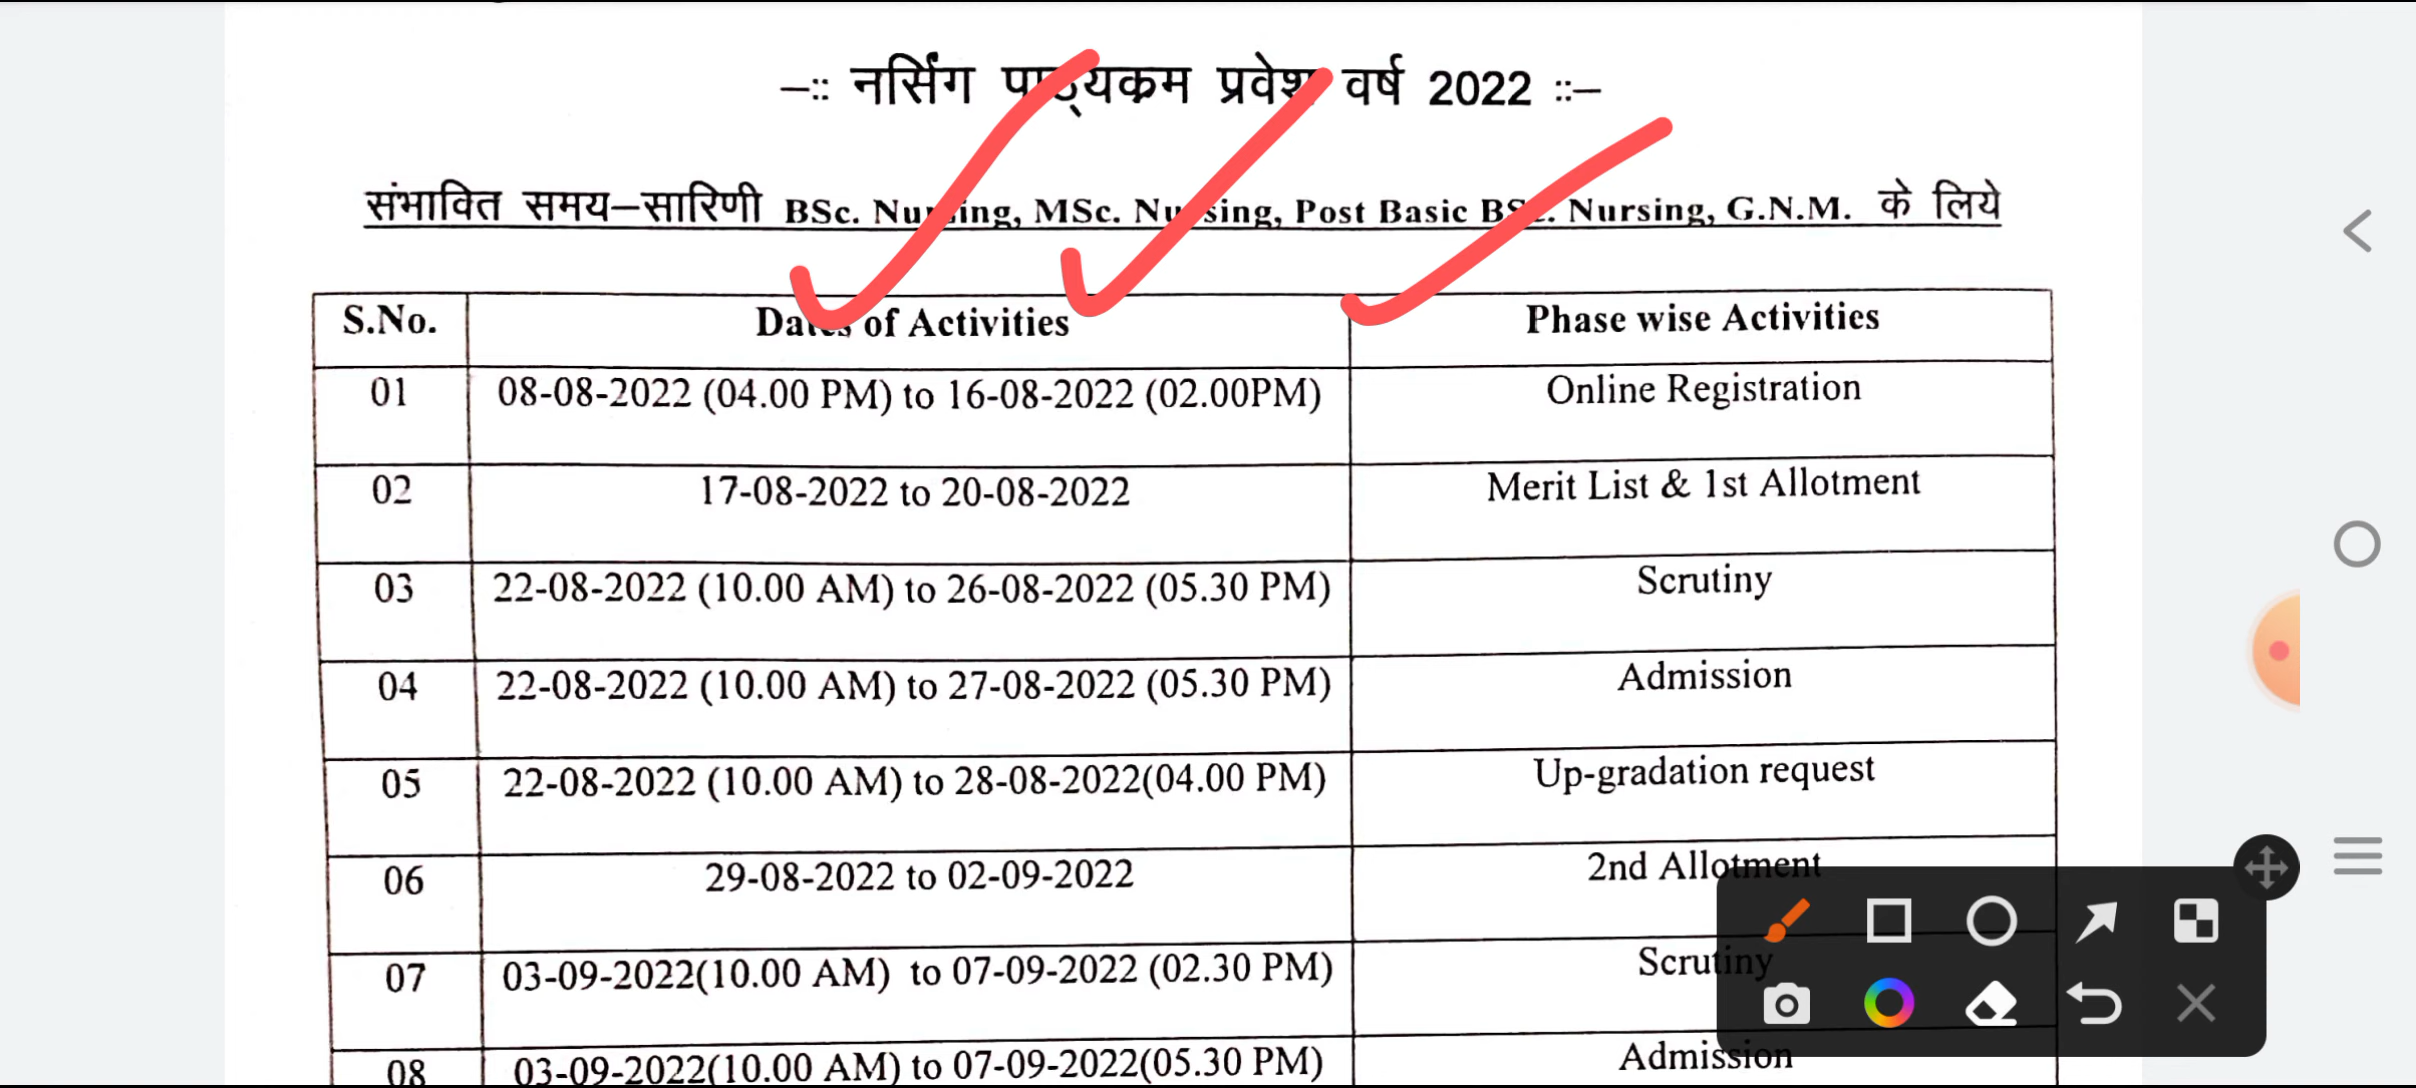 –:: नर्सिंग पाठ्यक्रम प्रवेश वर्ष 2022 ::–
संभावित समय–सारिणी BSc. Nursing, MSc. Nursing, Post Basic BSc. Nursing, G.N.M. के लिये
S.No. Dates of Activities Phase wise Activities
01 08-08-2022 (04.00 PM) to 16-08-2022 (02.00PM) Online Registration
02 17-08-2022 to 20-08-2022 Merit List & 1st Allotment
03 22-08-2022 (10.00 AM) to 26-08-2022 (05.30 PM) Scrutiny
04 22-08-2022 (10.00 AM) to 27-08-2022 (05.30 PM) Admission
05 22-08-2022 (10.00 AM) to 28-08-2022(04.00 PM) Up-gradation request
06 29-08-2022 to 02-09-2022 2nd Allotment
07 03-09-2022(10.00 AM) to 07-09-2022 (02.30 PM) Scrutiny
08 03-09-2022(10.00 AM) to 07-09-2022(05.30 PM) Admission